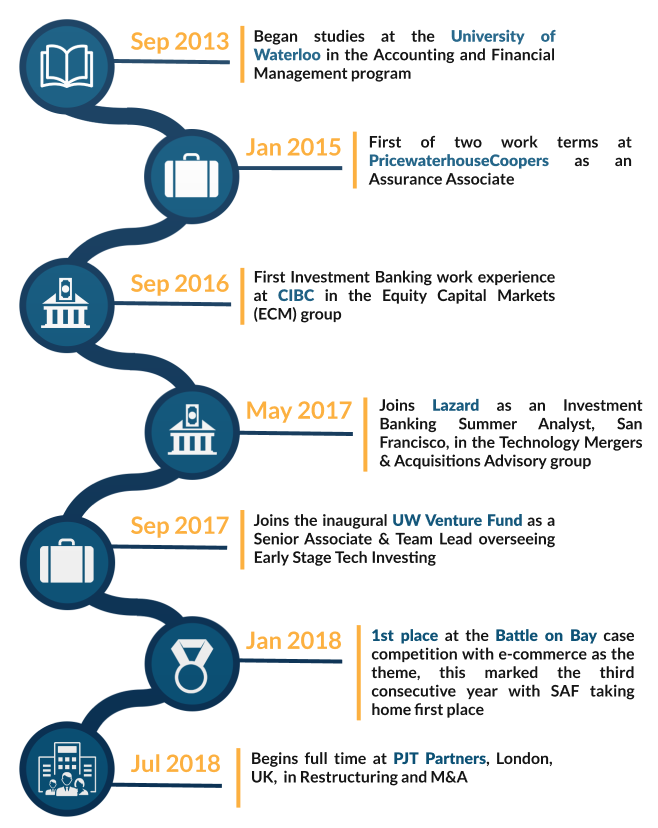 Sep 2013
Began studies at the University of
Waterloo in the Accounting and Financial
Management program
Jan 2015
First of two work terms at
PricewaterhouseCoopers as an
Assurance Associate
Sep 2016
First Investment Banking work experience
at CIBC in the Equity Capital Markets
(ECM) group
May 2017
Joins Lazard as an Investment
Banking Summer Analyst, San
Francisco, in the Technology Mergers
& Acquisitions Advisory group
Sep 2017
Joins the inaugural UW Venture Fund as a
Senior Associate & Team Lead overseeing
Early Stage Tech Investing
Jan 2018
1st place at the Battle on Bay case
competition with e-commerce as the
theme, this marked the third
consecutive year with SAF taking
home first place
Jul 2018
Begins full time at PJT Partners, London,
UK, in Restructuring and M&A